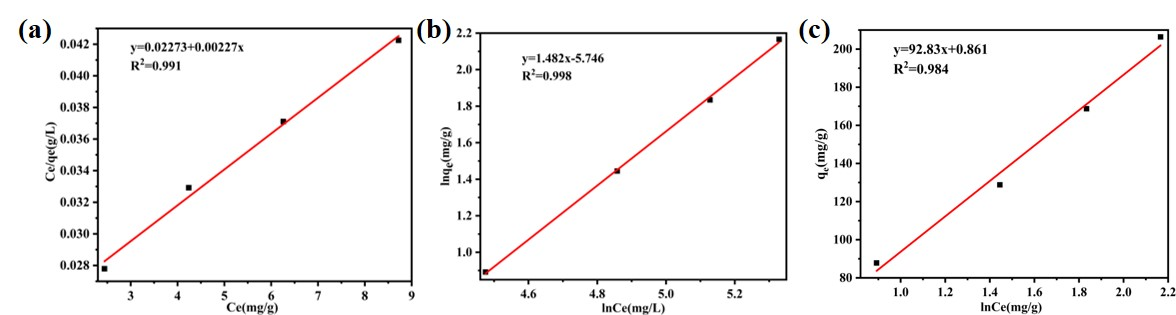 (a)
y=0.02273+0.00227x
R²=0.991
0.042
0.040
0.038
0.036
0.034
0.032
0.030
0.028
Ce/qe(g/L)
3 4 5 6 7 8 9
Ce(mg/g)
(b)
y=1.482x-5.746
R²=0.998
2.2
2.0
1.8
1.6
1.4
1.2
1.0
lnqe(mg/g)
4.6 4.8 5.0 5.2
lnCe(mg/L)
(c)
y=92.83x+0.861
R²=0.984
200
180
160
140
120
100
80
qe(mg/g)
1.0 1.2 1.4 1.6 1.8 2.0 2.2
lnCe(mg/g)